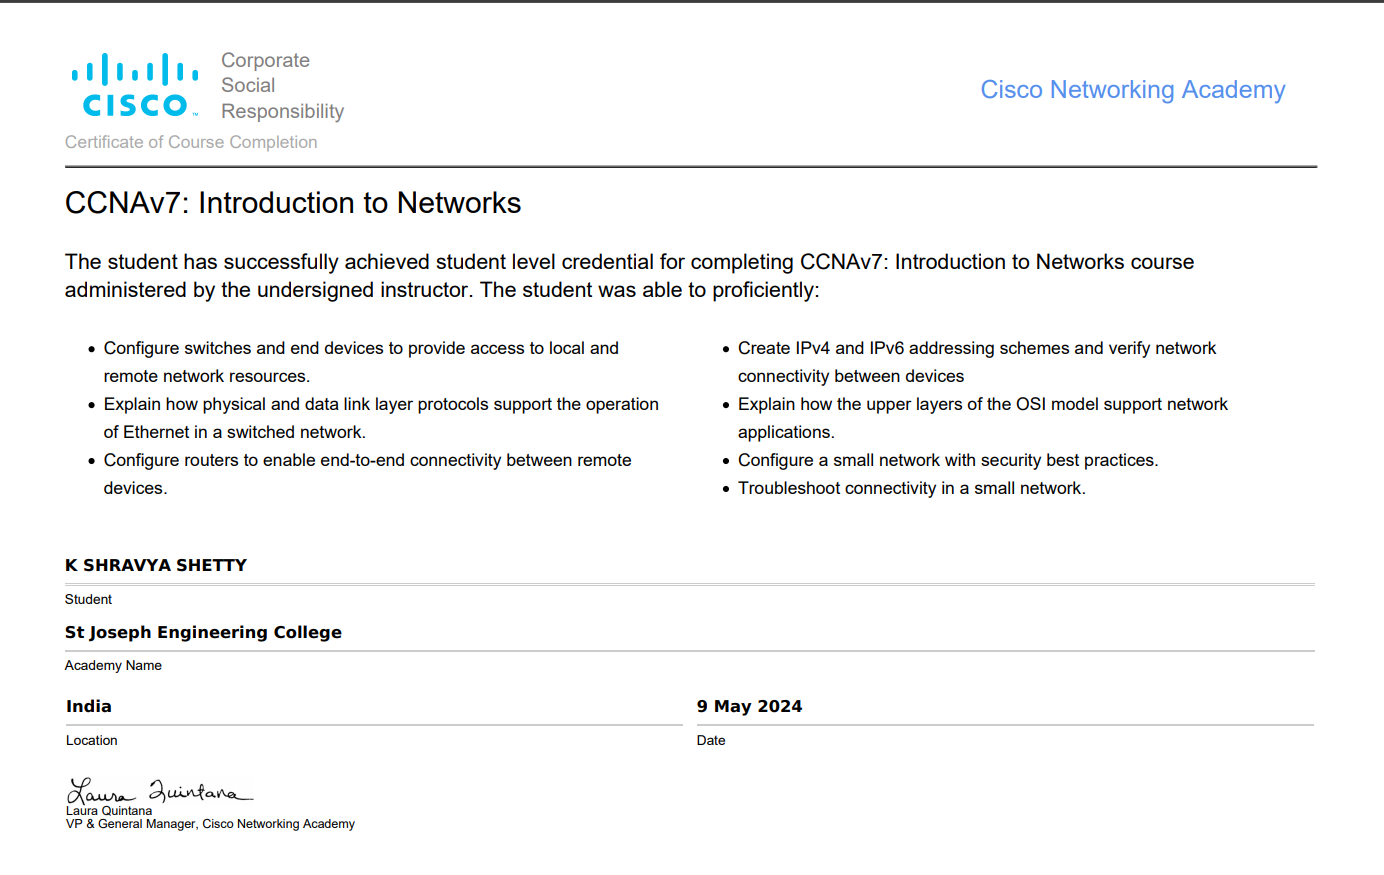 CISCO™
Corporate
Social
Responsibility
Cisco Networking Academy
Certificate of Course Completion
CCNAv7: Introduction to Networks
The student has successfully achieved student level credential for completing CCNAv7: Introduction to Networks course
administered by the undersigned instructor. The student was able to proficiently:
• Configure switches and end devices to provide access to local and
remote network resources.
• Explain how physical and data link layer protocols support the operation
of Ethernet in a switched network.
• Configure routers to enable end-to-end connectivity between remote
devices.
• Create IPv4 and IPv6 addressing schemes and verify network
connectivity between devices
• Explain how the upper layers of the OSI model support network
applications.
• Configure a small network with security best practices.
• Troubleshoot connectivity in a small network.
K SHRAVYA SHETTY
Student
St Joseph Engineering College
Academy Name
India
Location
9 May 2024
Date
Laura Quintana
Laura Quintana
VP & General Manager, Cisco Networking Academy